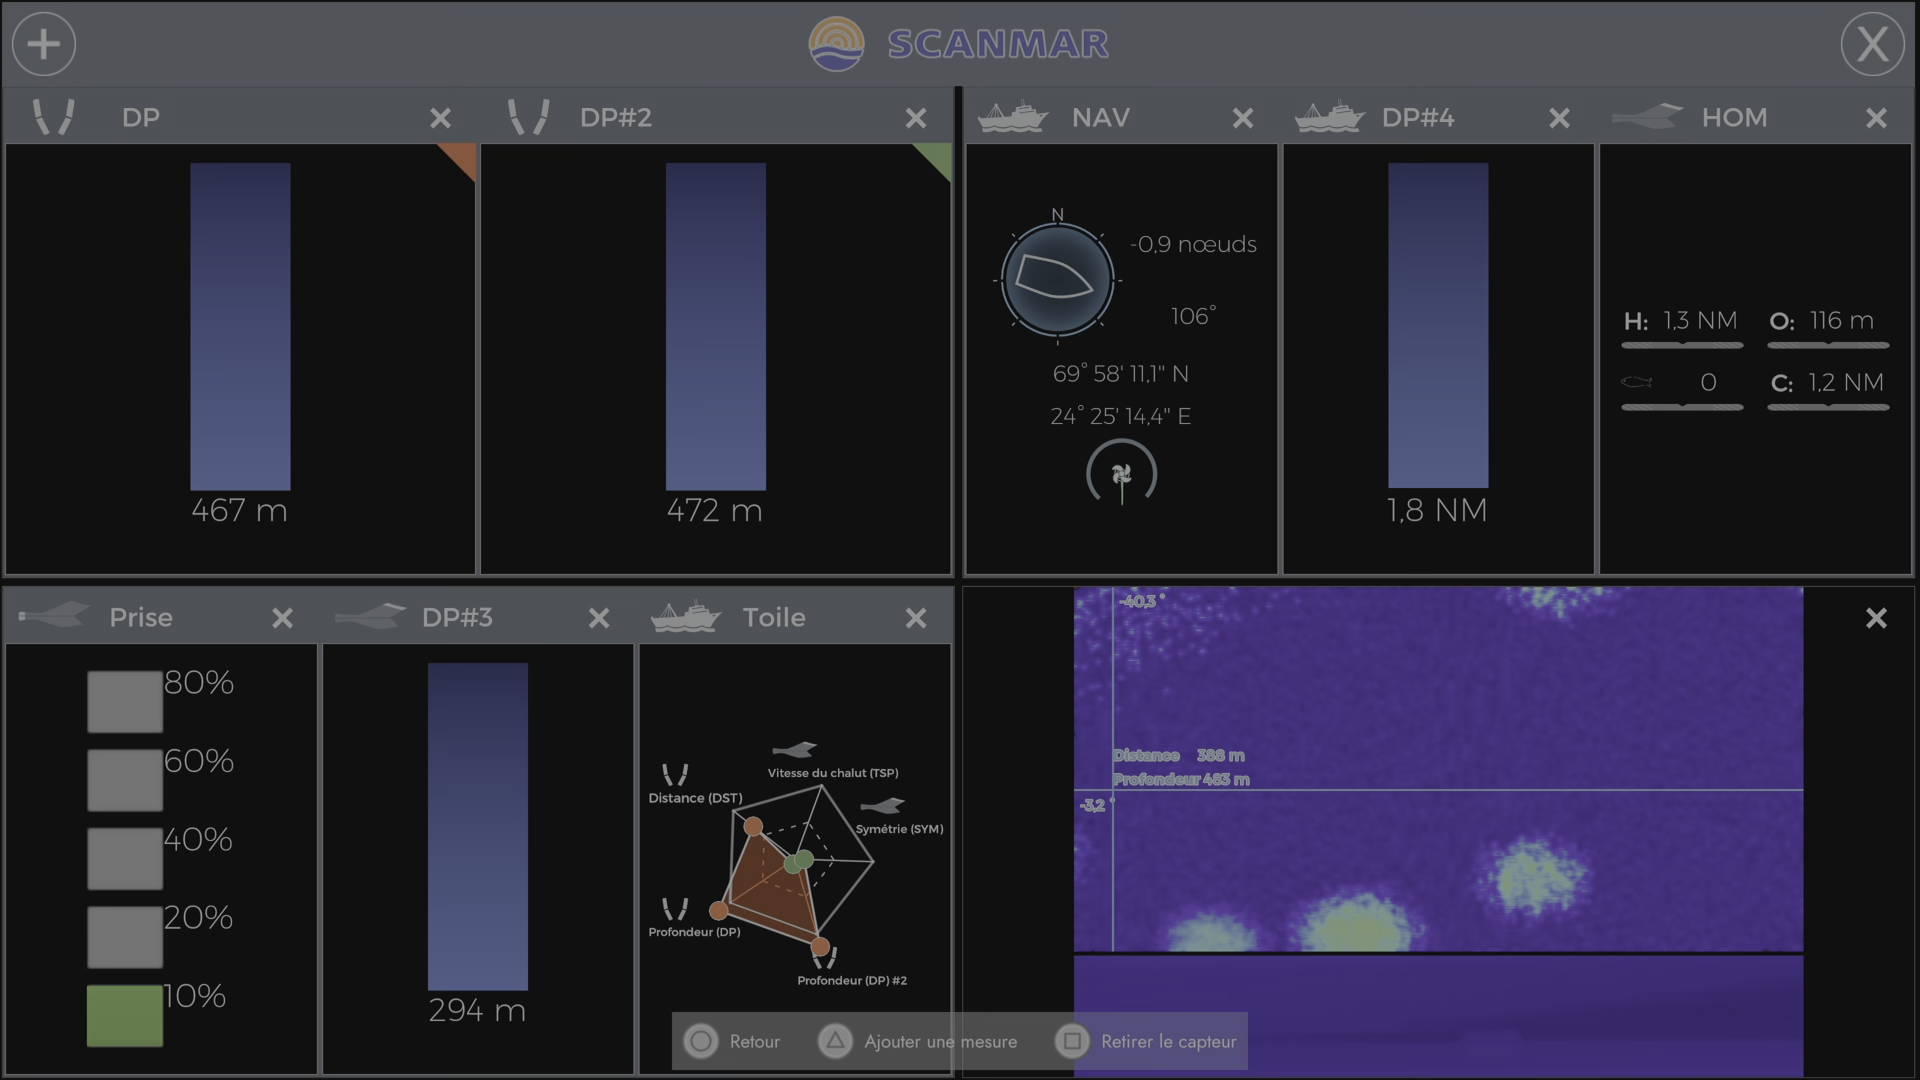 SCANMAR
X
DP
DP#2
NAV
DP#4
HOM
467 m
472 m
N
-0,9 nœuds
106°
69° 58' 11,1" N
24° 25' 14,4" E
1,8 NM
H: 1,3 NM
O: 116 m
0
C: 1,2 NM
Prise
DP#3
Toile
80%
60%
40%
20%
10%
294 m
Vitesse du chalut (TSP)
Distance (DST)
Symétrie (SYM)
Profondeur (DP)
Profondeur (DP) #2
-40,3 °
Distance 388 m
Profondeur 483 m
-3,2 °
Retour
Ajouter une mesure
Retirer le capteur